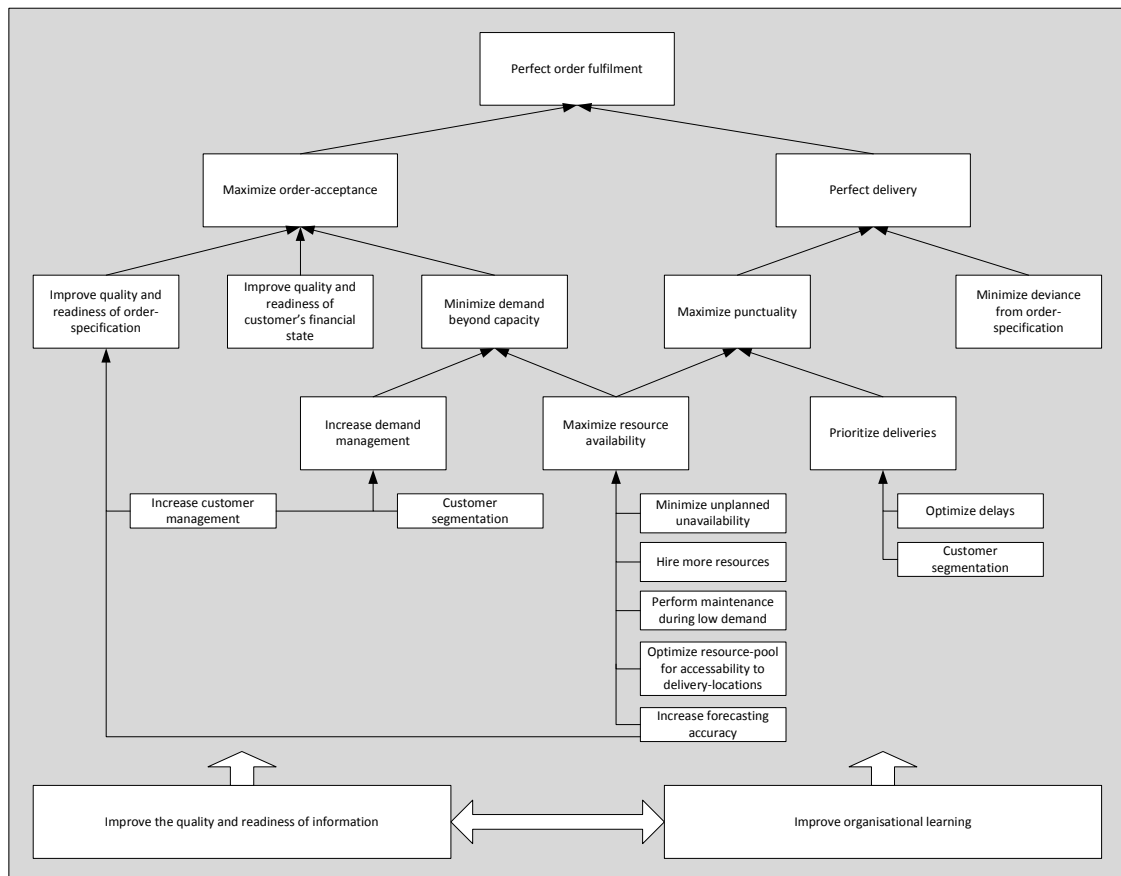 Perfect order fulfilment
Maximize order-acceptance
Perfect delivery
Improve quality and
readiness of order-
specification
Improve quality and
readiness of
customer's financial
state
Minimize demand
beyond capacity
Maximize punctuality
Minimize deviance
from order-
specification
Increase demand
management
Maximize resource
availability
Prioritize deliveries
Increase customer
management
Customer
segmentation
Minimize unplanned
unavailability
Optimize delays
Hire more resources
Customer
segmentation
Perform maintenance
during low demand
Optimize resource-pool
for accessability to
delivery-locations
Increase forecasting
accuracy
Improve the quality and readiness of information
Improve organisational learning